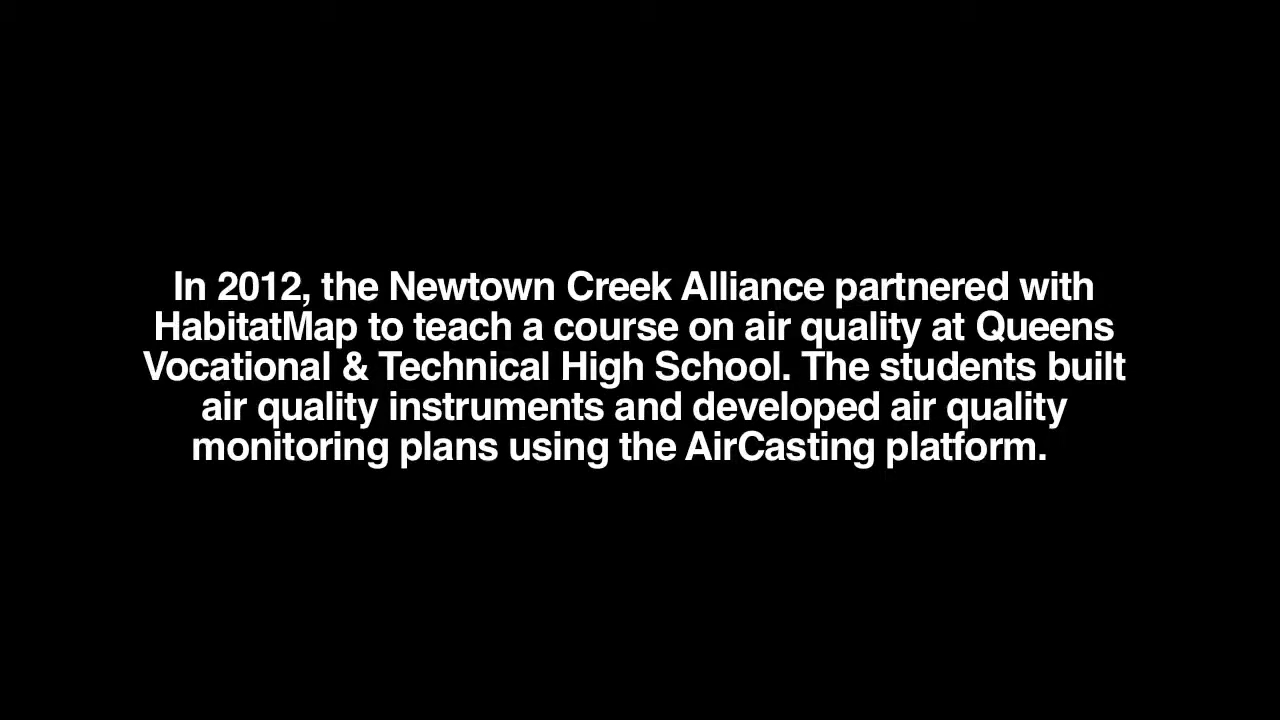 In 2012, the Newtown Creek Alliance partnered with
HabitatMap to teach a course on air quality at Queens
Vocational & Technical High School. The students built
air quality instruments and developed air quality
monitoring plans using the AirCasting platform.